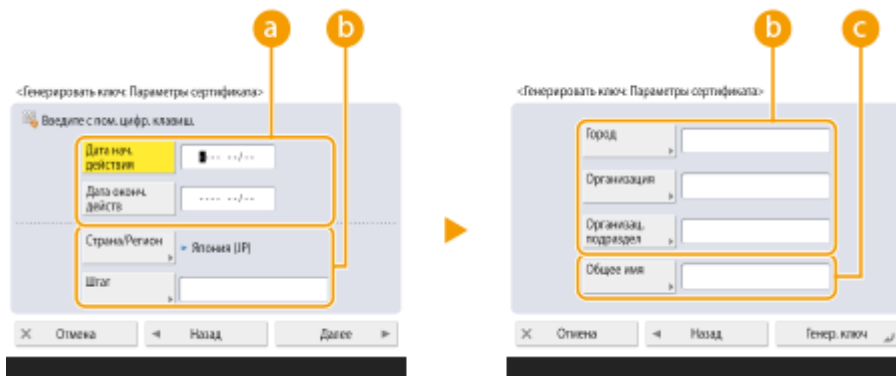 a b
<Генерировать ключ: Параметры сертификата>
Введите с пом. цифр. клавиш.
Дата нач.
действия
---- --/--
Дата оконч.
действ
---- --/--
Страна/Регион
Япония (JP)
Штат
Отмена
Назад
Далее
b c
<Генерировать ключ: Параметры сертификата>
Город
Организация
Организац.
подраздел
Общее имя
Отмена
Назад
Генер. ключ